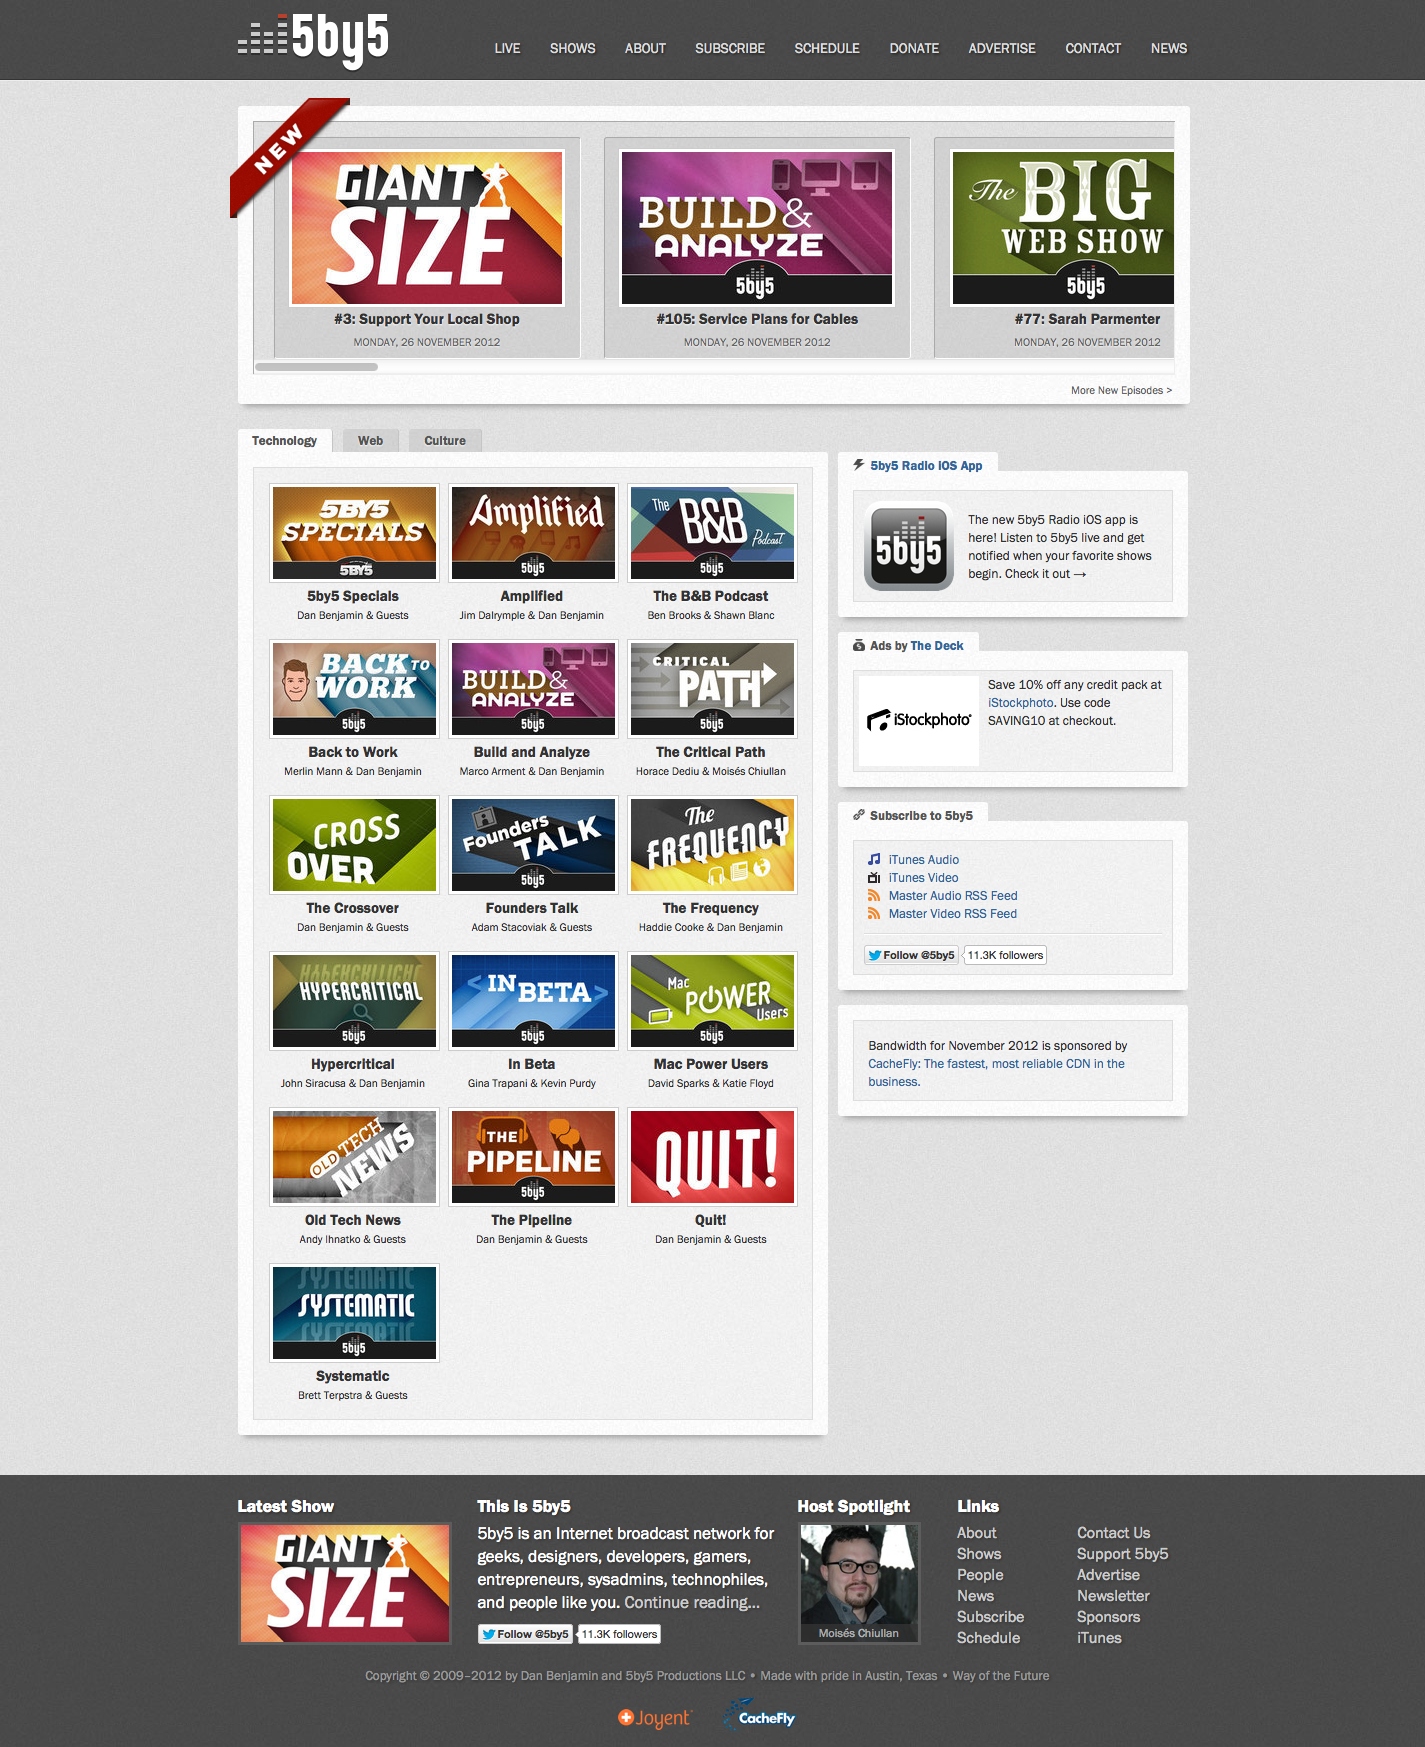 5by5
LIVE SHOWS ABOUT SUBSCRIBE SCHEDULE DONATE ADVERTISE CONTACT NEWS
NEW
GIANT SIZE
BUILD & ANALYZE
5by5
The BIG WEB SHOW
5by5
#3: Support Your Local Shop
MONDAY, 26 NOVEMBER 2012
#105: Service Plans for Cables
MONDAY, 26 NOVEMBER 2012
#77: Sarah Parmenter
MONDAY, 26 NOVEMBER 2012
More New Episodes >
Technology Web Culture
5BY5 SPECIALS
5BY5
5by5 Specials
Dan Benjamin & Guests
Amplified
5by5
Amplified
Jim Dalrymple & Dan Benjamin
The B&B Podcast
5by5
The B&B Podcast
Ben Brooks & Shawn Blanc
BACK TO WORK
5by5
Back to Work
Merlin Mann & Dan Benjamin
BUILD & ANALYZE
5by5
Build and Analyze
Marco Arment & Dan Benjamin
CRITICAL PATH
5by5
The Critical Path
Horace Dediu & Moisés Chiullan
CROSS OVER
The Crossover
Dan Benjamin & Guests
Founders TALK
5by5
Founders Talk
Adam Stacoviak & Guests
The FREQUENCY
The Frequency
Haddie Cooke & Dan Benjamin
HYPERCRITICAL
HYPERCRITICAL
5by5
Hypercritical
John Siracusa & Dan Benjamin
<IN BETA>
5by5
In Beta
Gina Trapani & Kevin Purdy
Mac POWER Users
5by5
Mac Power Users
David Sparks & Katie Floyd
OLD TECH NEWS
Old Tech News
Andy Ihnatko & Guests
THE PIPELINE
5by5
The Pipeline
Dan Benjamin & Guests
QUIT!
Quit!
Dan Benjamin & Guests
SYSTEMATIC
SYSTEMATIC
SYSTEMATIC
5by5
Systematic
Brett Terpstra & Guests
5by5 Radio iOS App
5by5
The new 5by5 Radio iOS app is
here! Listen to 5by5 live and get
notified when your favorite shows
begin. Check it out →
Ads by The Deck
iStockphoto®
Save 10% off any credit pack at
iStockphoto. Use code
SAVING10 at checkout.
Subscribe to 5by5
iTunes Audio
iTunes Video
Master Audio RSS Feed
Master Video RSS Feed
Follow @5by5 11.3K followers
Bandwidth for November 2012 is sponsored by
CacheFly: The fastest, most reliable CDN in the
business.
Latest Show
GIANT SIZE
This Is 5by5
5by5 is an Internet broadcast network for
geeks, designers, developers, gamers,
entrepreneurs, sysadmins, technophiles,
and people like you. Continue reading...
Follow @5by5 11.3K followers
Host Spotlight
Moisés Chiullan
Links
About
Shows
People
News
Subscribe
Schedule
Contact Us
Support 5by5
Advertise
Newsletter
Sponsors
iTunes
Copyright © 2009–2012 by Dan Benjamin and 5by5 Productions LLC • Made with pride in Austin, Texas • Way of the Future
Joyent
CacheFly